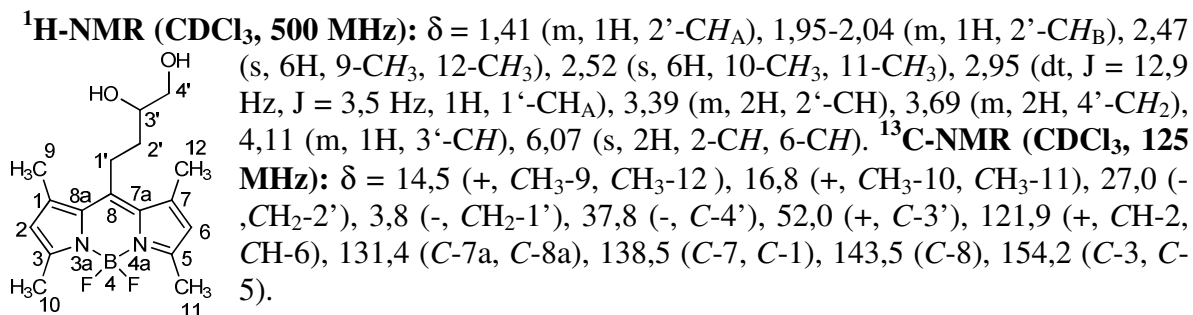 ¹H-NMR (CDCl₃, 500 MHz): δ = 1,41 (m, 1H, 2’-CHA), 1,95-2,04 (m, 1H, 2’-CHB), 2,47
(s, 6H, 9-CH₃, 12-CH₃), 2,52 (s, 6H, 10-CH₃, 11-CH₃), 2,95 (dt, J = 12,9
Hz, J = 3,5 Hz, 1H, 1‘-CHA), 3,39 (m, 2H, 2‘-CH), 3,69 (m, 2H, 4’-CH₂),
4,11 (m, 1H, 3‘-CH), 6,07 (s, 2H, 2-CH, 6-CH). ¹³C-NMR (CDCl₃, 125
MHz): δ = 14,5 (+, CH₃-9, CH₃-12 ), 16,8 (+, CH₃-10, CH₃-11), 27,0 (-
,CH₂-2’), 3,8 (-, CH₂-1’), 37,8 (-, C-4’), 52,0 (+, C-3’), 121,9 (+, CH-2,
CH-6), 131,4 (C-7a, C-8a), 138,5 (C-7, C-1), 143,5 (C-8), 154,2 (C-3, C-
5).
OH
HO 4'
3'
2'
9 1' 12
H₃C CH₃
1 8a 7a 7
8
2 6
N N
3 3a B 4a 5
4
F F
H₃C CH₃
10 11